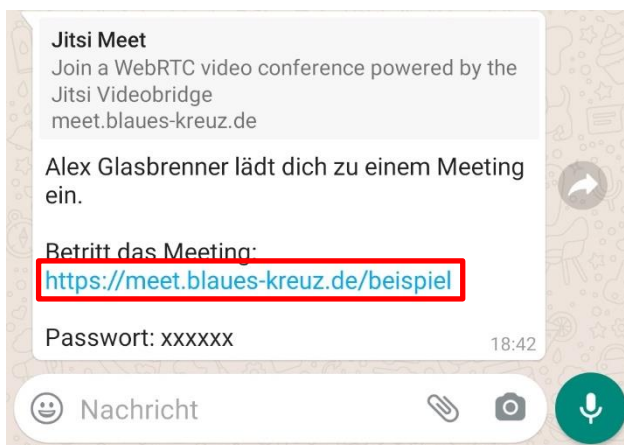 Jitsi Meet
Join a WebRTC video conference powered by the
Jitsi Videobridge
meet.blaues-kreuz.de
Alex Glasbrenner lädt dich zu einem Meeting
ein.
Betritt das Meeting:
https://meet.blaues-kreuz.de/beispiel
Passwort: xxxxxx
18:42
Nachricht